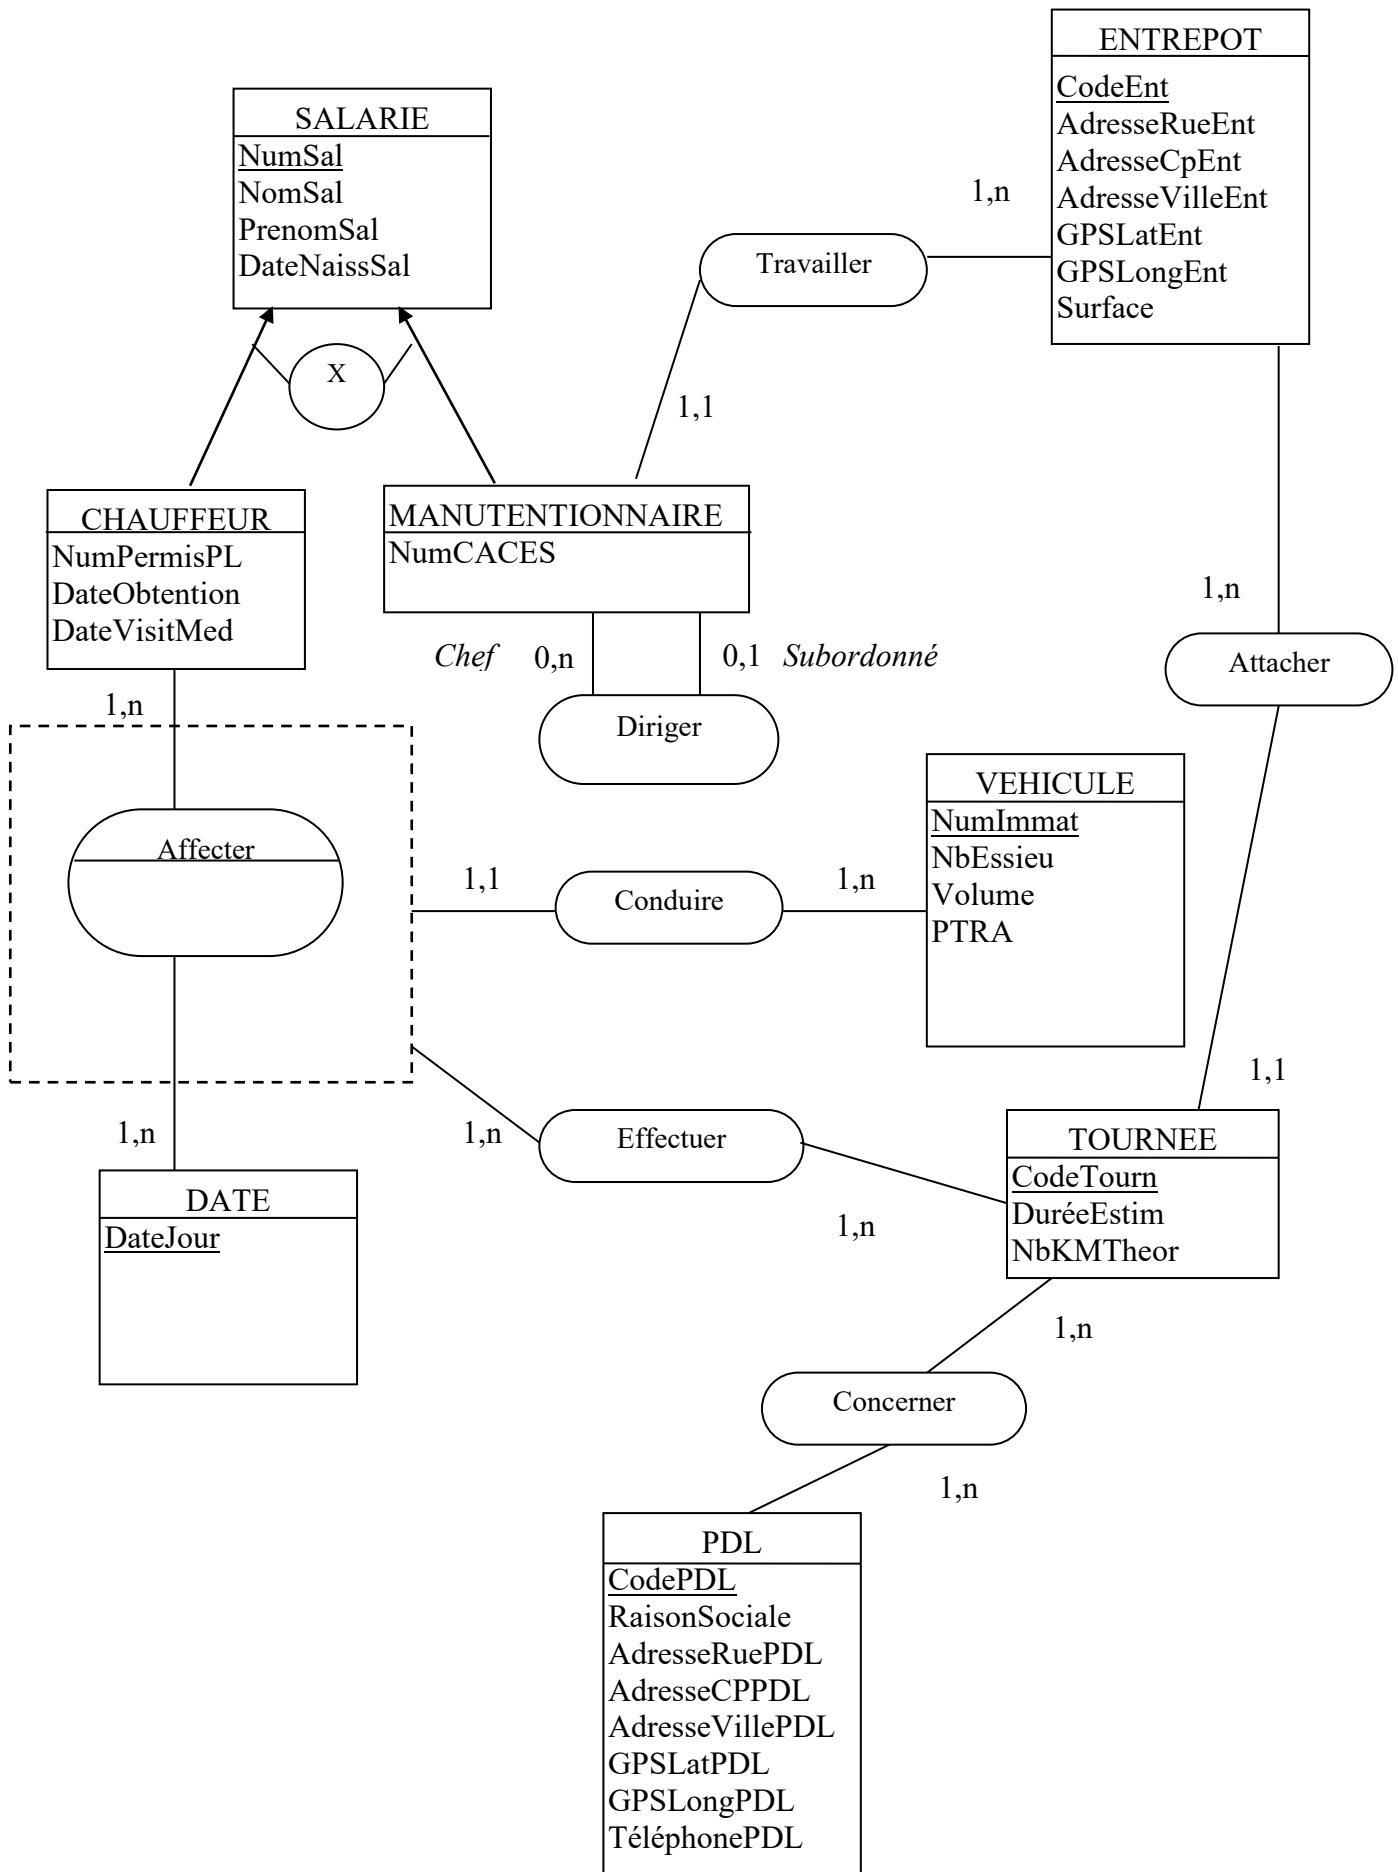 ENTREPOT
CodeEnt
AdresseRueEnt
AdresseCpEnt
AdresseVilleEnt
GPSLatEnt
GPSLongEnt
Surface
SALARIE
NumSal
NomSal
PrenomSal
DateNaissSal
1,n
Travailler
X
1,1
CHAUFFEUR
NumPermisPL
DateObtention
DateVisitMed
MANUTENTIONNAIRE
NumCACES
1,n
Chef 0,n 0,1 Subordonné
Attacher
1,n
Diriger
VEHICULE
NumImmat
NbEssieu
Volume
PTRA
Affecter
1,1
Conduire
1,n
1,1
1,n
1,n
Effectuer
1,n
TOURNEE
CodeTourn
DuréeEstim
NbKMTheor
DATE
DateJour
1,n
Concerner
1,n
PDL
CodePDL
RaisonSociale
AdresseRuePDL
AdresseCPPDL
AdresseVillePDL
GPSLatPDL
GPSLongPDL
TéléphonePDL